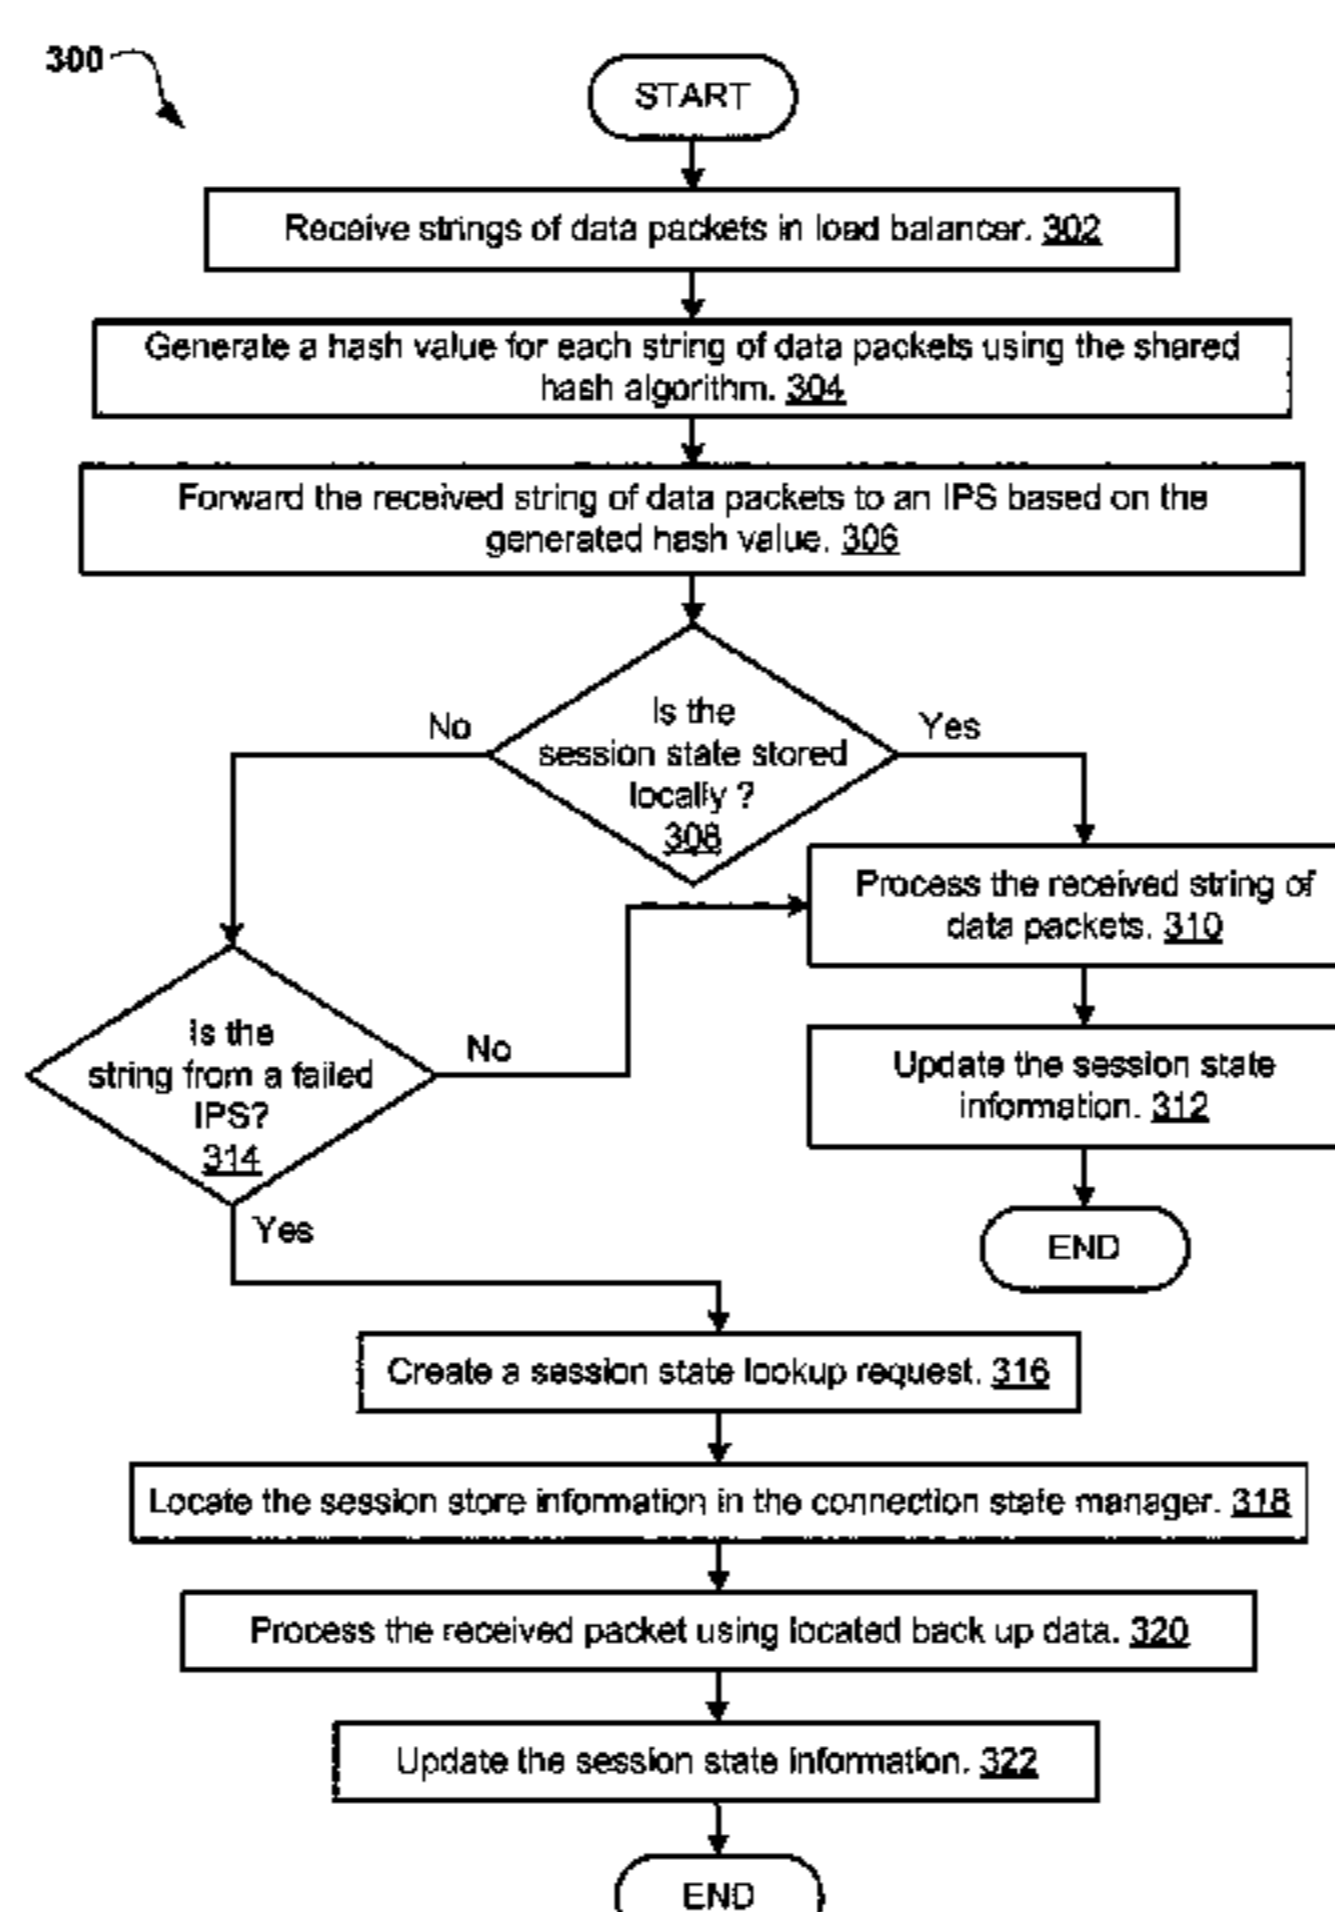 300
START
Receive strings of data packets in load balancer. 302
Generate a hash value for each string of data packets using the shared
hash algorithm. 304
Forward the received string of data packets to an IPS based on the
generated hash value. 306
Is the
session state stored
locally ?
308
No
Yes
Process the received string of
data packets. 310
Update the session state
information. 312
END
Is the
string from a failed
IPS?
314
No
Yes
Create a session state lookup request. 316
Locate the session store information in the connection state manager. 318
Process the received packet using located back up data. 320
Update the session state information. 322
END